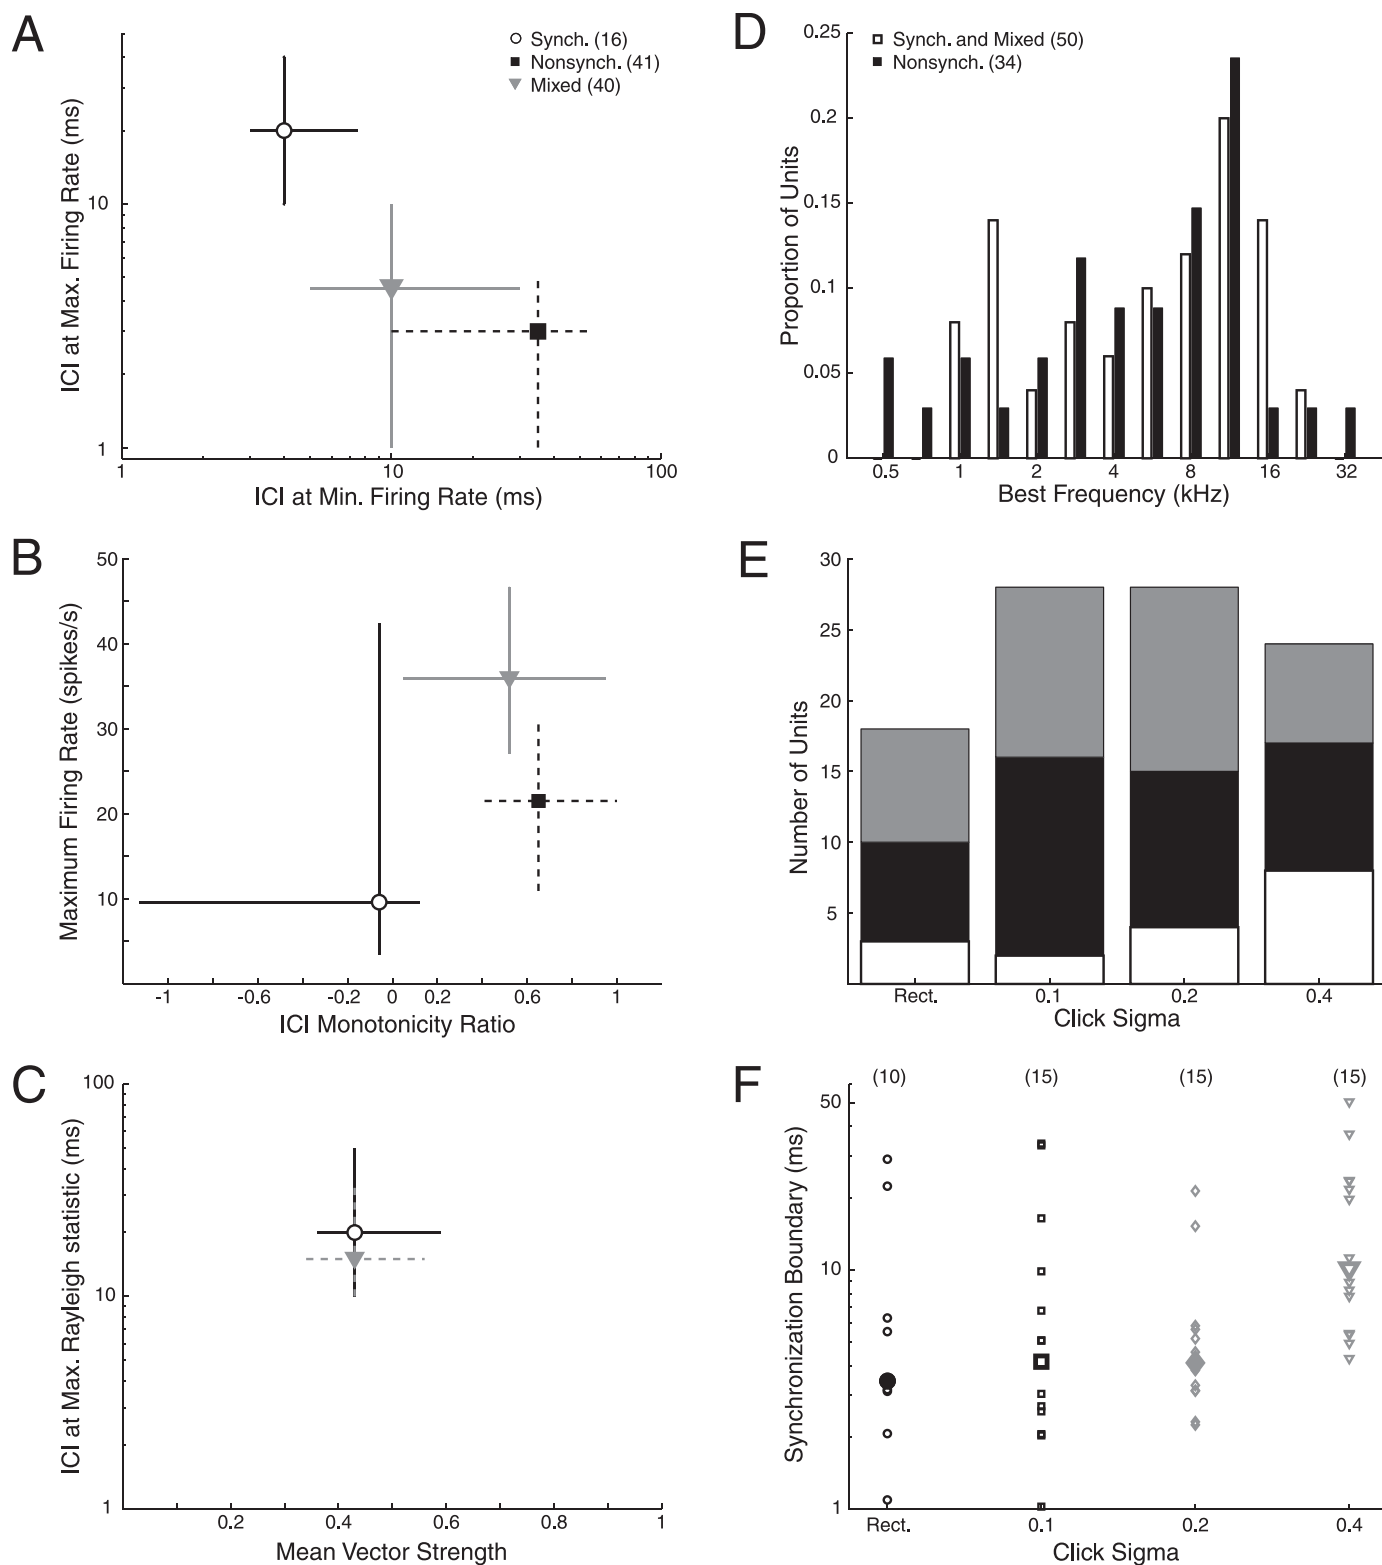 A
Synch. (16)
Nonsynch. (41)
Mixed (40)
ICI at Max. Firing Rate (ms)
10
1
1 10 100
ICI at Min. Firing Rate (ms)
B
Maximum Firing Rate (spikes/s)
50
40
30
20
10
-1 -0.6 -0.2 0 0.2 0.6 1
ICI Monotonicity Ratio
C
ICI at Max. Rayleigh statistic (ms)
100
10
1
0.2 0.4 0.6 0.8 1
Mean Vector Strength
D
Synch. and Mixed (50)
Nonsynch. (34)
Proportion of Units
0.25
0.2
0.15
0.1
0.05
0
0.5 1 2 4 8 16 32
Best Frequency (kHz)
E
Number of Units
30
25
20
15
10
5
Rect. 0.1 0.2 0.4
Click Sigma
F
(10) (15) (15) (15)
Synchronization Boundary (ms)
50
10
1
Rect. 0.1 0.2 0.4
Click Sigma